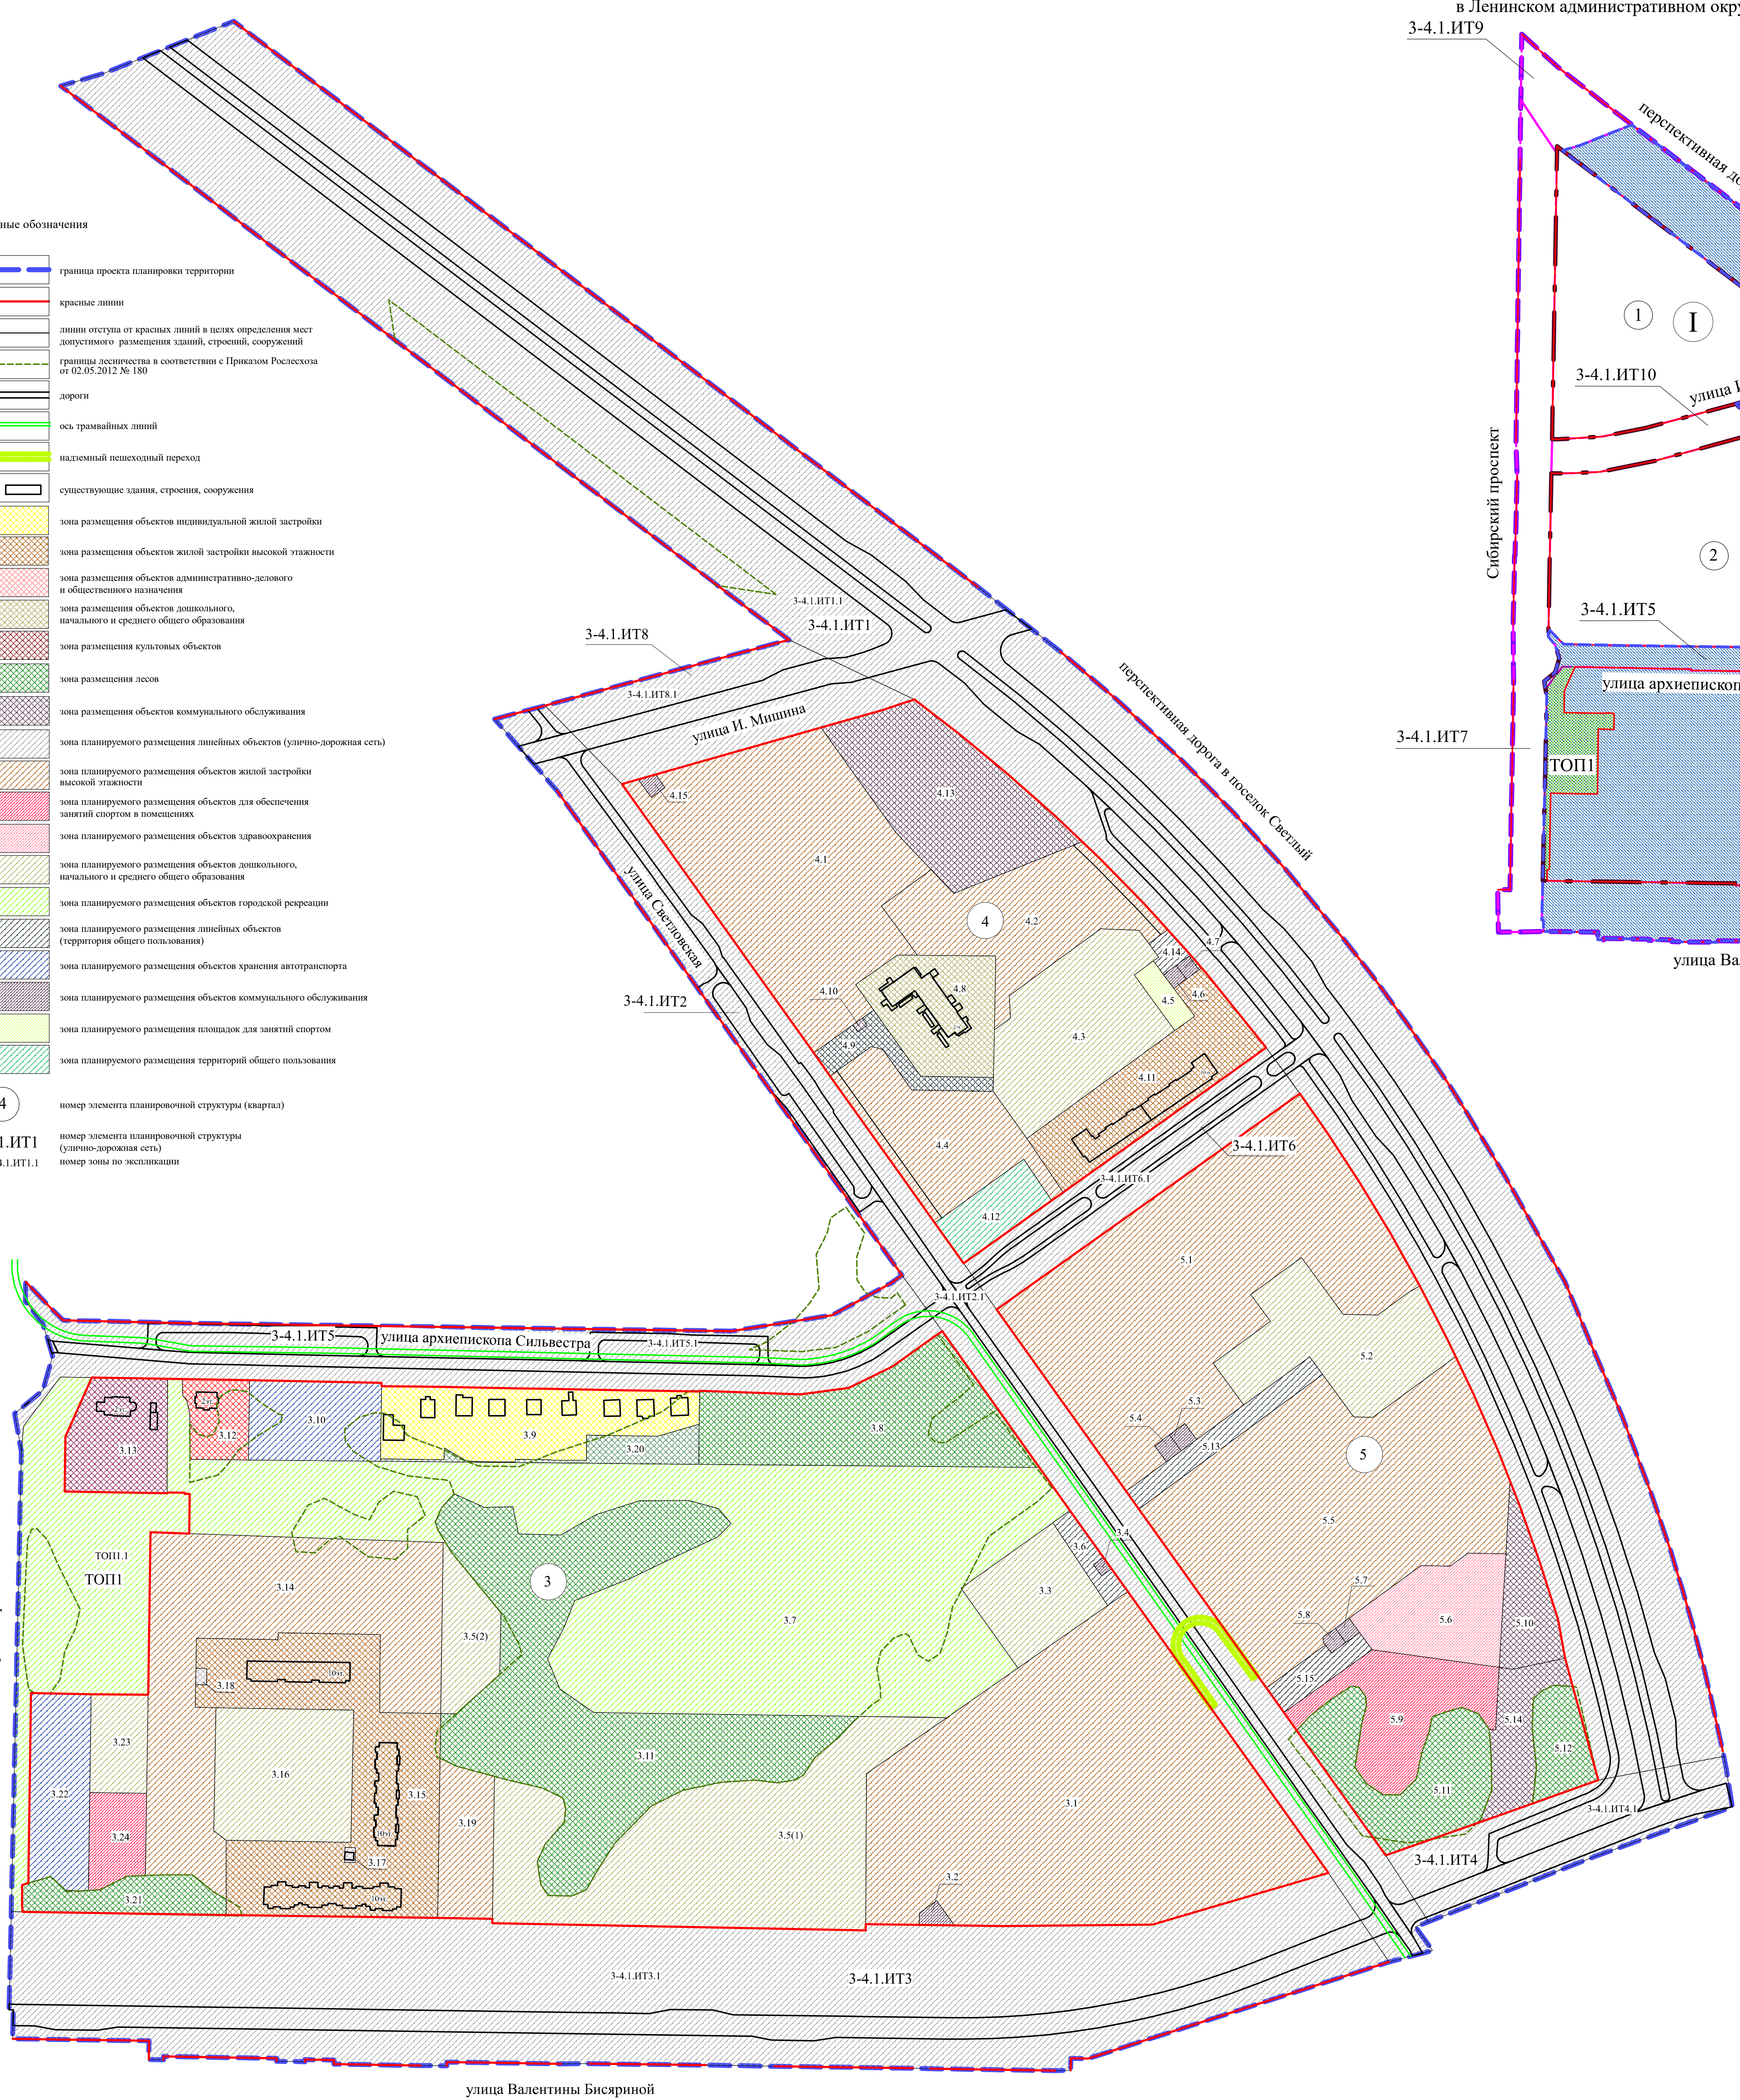 в Ленинском административном окру
3-4.1.ИТ9
перспективная до
1
I
3-4.1.ИТ10
улица И
Сибирский проспект
2
3-4.1.ИТ5
улица архиепископ
3-4.1.ИТ7
ТОП1
улица Ва
ные обозначения
граница проекта планировки территории
красные линии
линии отступа от красных линий в целях определения мест
допустимого размещения зданий, строений, сооружений
границы лесничества в соответствии с Приказом Рослесхоза
от 02.05.2012 № 180
дороги
ось трамвайных линий
надземный пешеходный переход
существующие здания, строения, сооружения
зона размещения объектов индивидуальной жилой застройки
зона размещения объектов жилой застройки высокой этажности
зона размещения объектов административно-делового
и общественного назначения
зона размещения объектов дошкольного,
начального и среднего общего образования
зона размещения культовых объектов
зона размещения лесов
зона размещения объектов коммунального обслуживания
зона планируемого размещения линейных объектов (улично-дорожная сеть)
зона планируемого размещения объектов жилой застройки
высокой этажности
зона планируемого размещения объектов для обеспечения
занятий спортом в помещениях
зона планируемого размещения объектов здравоохранения
зона планируемого размещения объектов дошкольного,
начального и среднего общего образования
зона планируемого размещения объектов городской рекреации
зона планируемого размещения линейных объектов
(территория общего пользования)
зона планируемого размещения объектов хранения автотранспорта
зона планируемого размещения объектов коммунального обслуживания
зона планируемого размещения площадок для занятий спортом
зона планируемого размещения территорий общего пользования
4
номер элемента планировочной структуры (квартал)
1.ИТ1
номер элемента планировочной структуры
(улично-дорожная сеть)
4.1.ИТ1.1
номер зоны по экспликации
3-4.1.ИТ1.1
3-4.1.ИТ1
3-4.1.ИТ8
3-4.1.ИТ8.1
улица И. Мишина
перспективная дорога в поселок Светлый
улица Светловская
3-4.1.ИТ2
4.15
4.13
4.1
4
4.2
4.7
4.14
4.8
4.10
4.5
4.6
4.9
4.3
4.11
4.4
4.12
3-4.1.ИТ6
3-4.1.ИТ6.1
3-4.1.ИТ2.1
5.1
5.2
5.3
5.4
5.13
5
5.5
5.7
5.8
5.6
5.10
5.15
5.9
5.14
5.12
5.11
3-4.1.ИТ4.1
3-4.1.ИТ4
3-4.1.ИТ5
улица архиепископа Сильвестра
3-4.1.ИТ5.1
2 эт.
3.13
2 эт.
3.12
3.10
3.9
3.20
3.8
3.4
3.6
3.3
ТОП1.1
ТОП1
3.14
3
3.5(2)
3.7
10эт.
3.18
3.23
3.16
3.11
3.22
3.15
10эт.
3.19
3.1
3.24
3.5(1)
3.17
3.2
3.21
10эт.
3-4.1.ИТ3.1
3-4.1.ИТ3
улица Валентины Бисяриной